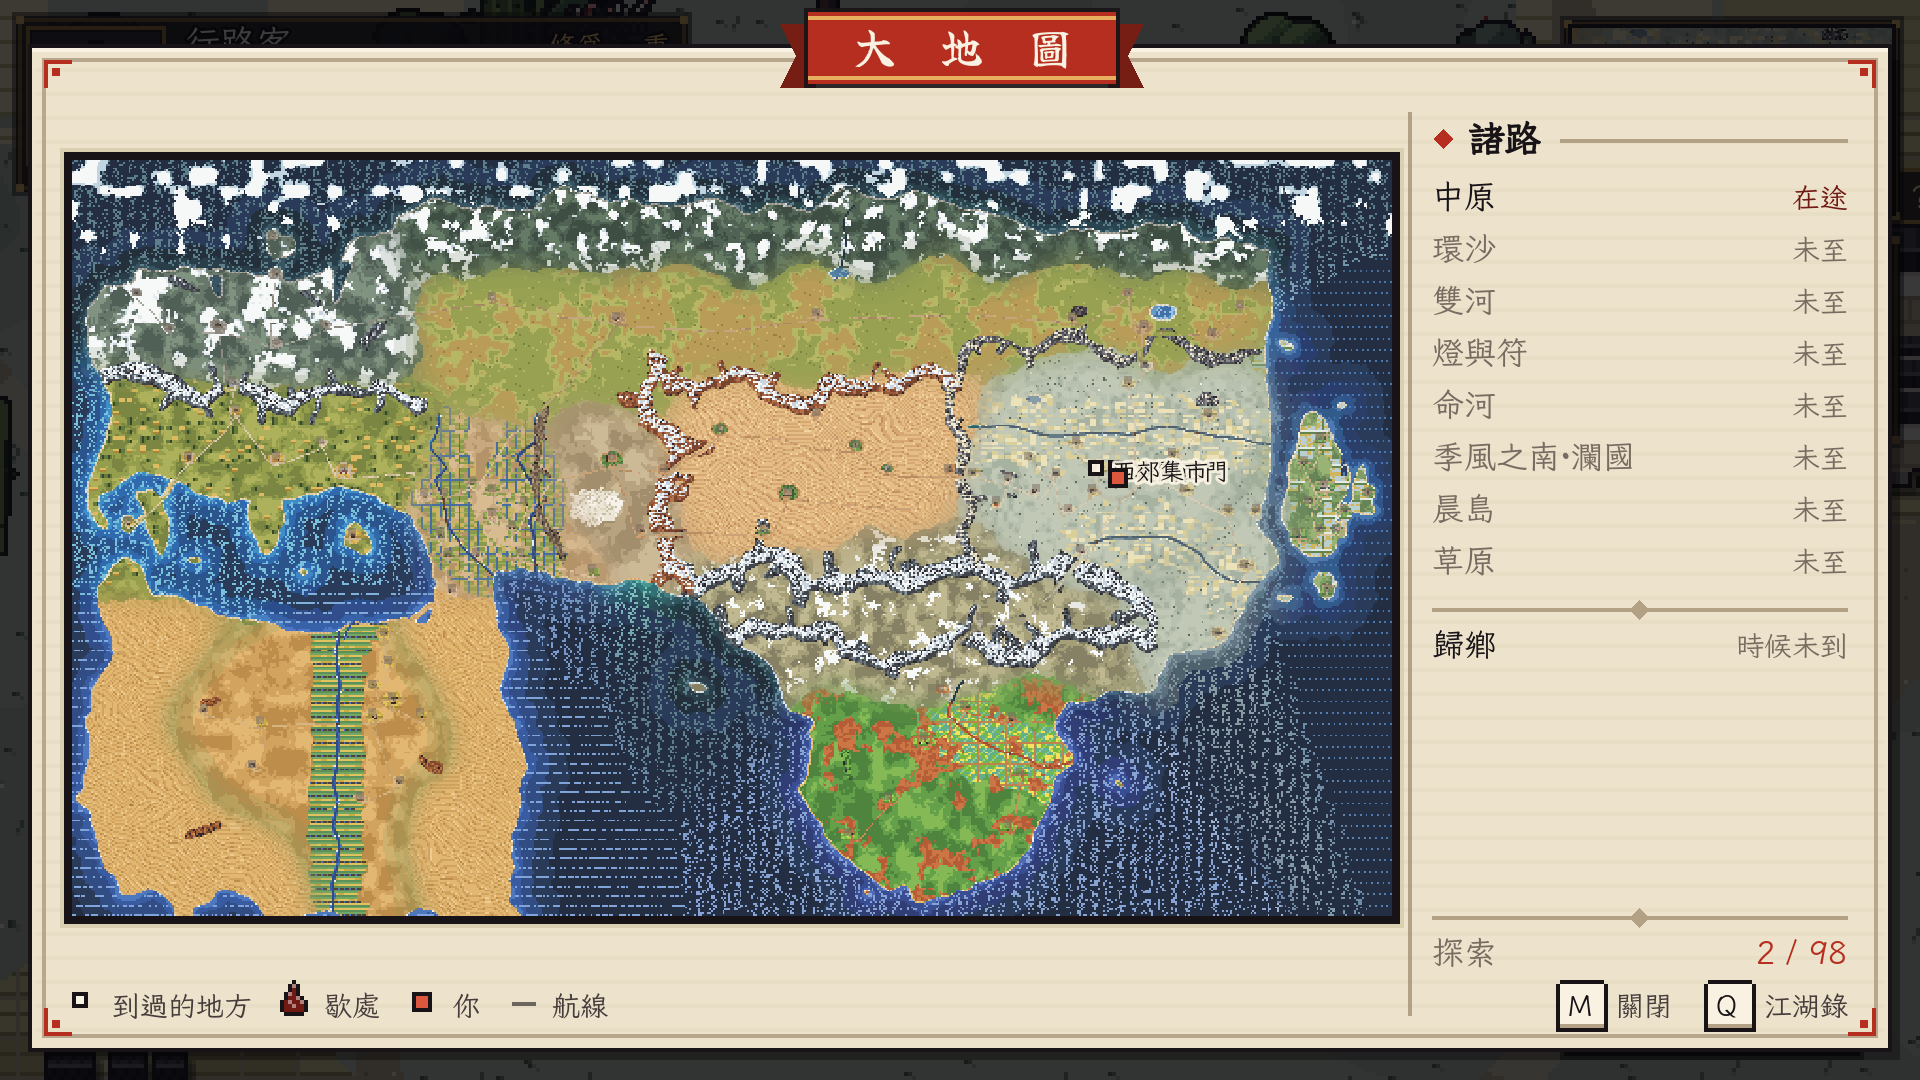 行路客
大地圖
諸路
中原 在途
環沙 未至
雙河 未至
燈與符 未至
命河 未至
季風之南·瀾國 未至
晨島 未至
草原 未至
歸鄉 時候未到
西郊集市門
探索 2 / 98
到過的地方 歇處 你 航線
M 關閉 Q 江湖錄